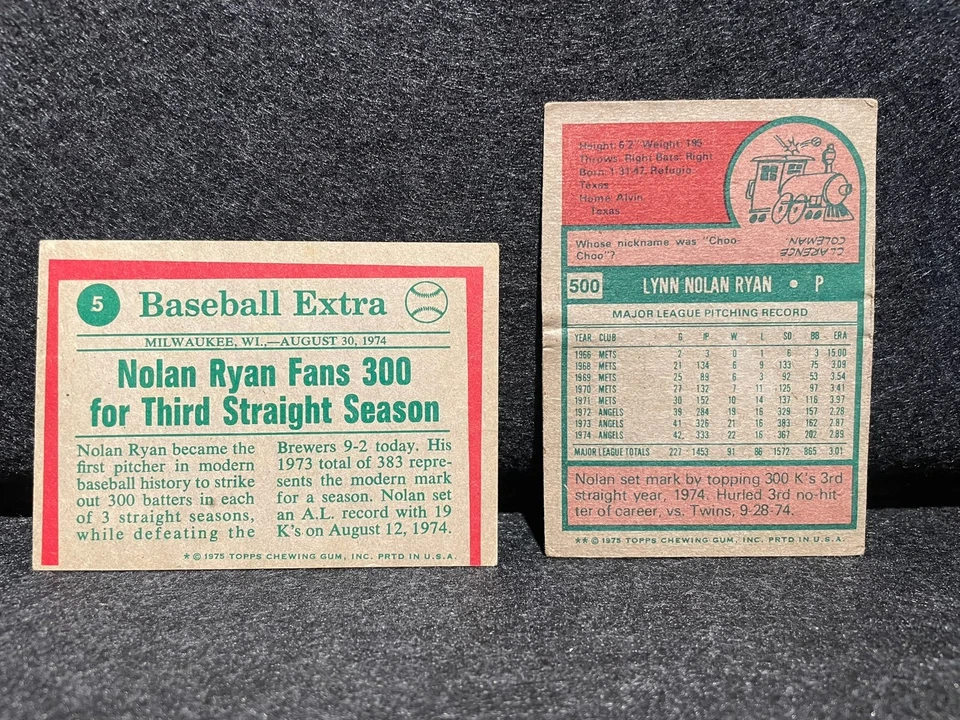 5 Baseball Extra
MILWAUKEE, WI.,—AUGUST 30, 1974
Nolan Ryan Fans 300
for Third Straight Season
Nolan Ryan became the
first pitcher in modern
baseball history to strike
out 300 batters in each
of 3 straight seasons,
while defeating the
Brewers 9-2 today. His
1973 total of 383 repre-
sents the modern mark
for a season. Nolan set
an A.L. record with 19
K's on August 12, 1974.
* © 1975 TOPPS CHEWING GUM, INC. PRTD IN U.S.A.
Height: 6'2" Weight: 195
Throws: Right Bats: Right
Born: 1-31-47, Refugio,
Texas
Home: Alvin,
Texas
Whose nickname was "Choo-
Choo"?
CLARENCE
COLEMAN.
500 LYNN NOLAN RYAN • P
MAJOR LEAGUE PITCHING RECORD
YEAR CLUB G IP W L SO BB ERA
1966 METS 2 3 0 1 6 3 15.00
1968 METS 21 134 6 9 133 75 3.09
1969 METS 25 89 6 3 92 53 3.54
1970 METS 27 132 7 11 125 97 3.41
1971 METS 30 152 10 14 137 116 3.97
1972 ANGELS 39 284 19 16 329 157 2.28
1973 ANGELS 41 326 21 16 383 162 2.87
1974 ANGELS 42 333 22 16 367 202 2.89
MAJOR LEAGUE TOTALS 227 1453 91 86 1572 865 3.01
Nolan set mark by topping 300 K's 3rd
straight year, 1974. Hurled 3rd no-hit-
ter of career, vs. Twins, 9-28-74.
** © 1975 TOPPS CHEWING GUM, INC. PRTD. IN U.S.A.